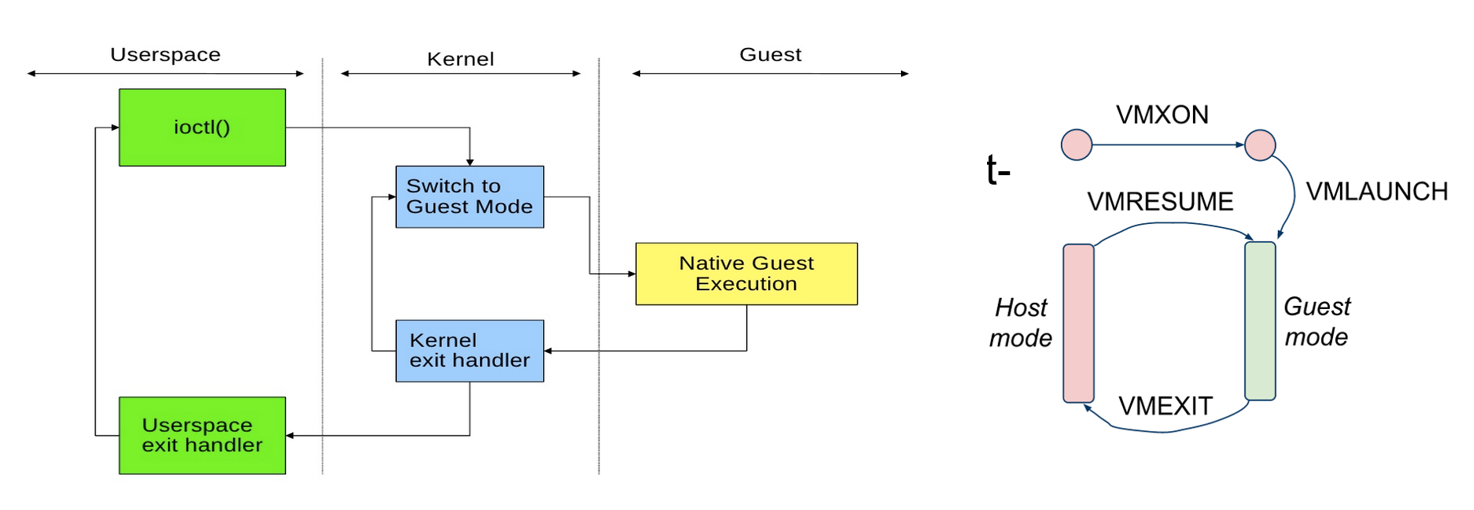 Userspace
Kernel
Guest
ioctl()
Switch to
Guest Mode
Native Guest
Execution
Kernel
exit handler
Userspace
exit handler
t-
VMXON
VMLAUNCH
VMRESUME
Host
mode
Guest
mode
VMEXIT